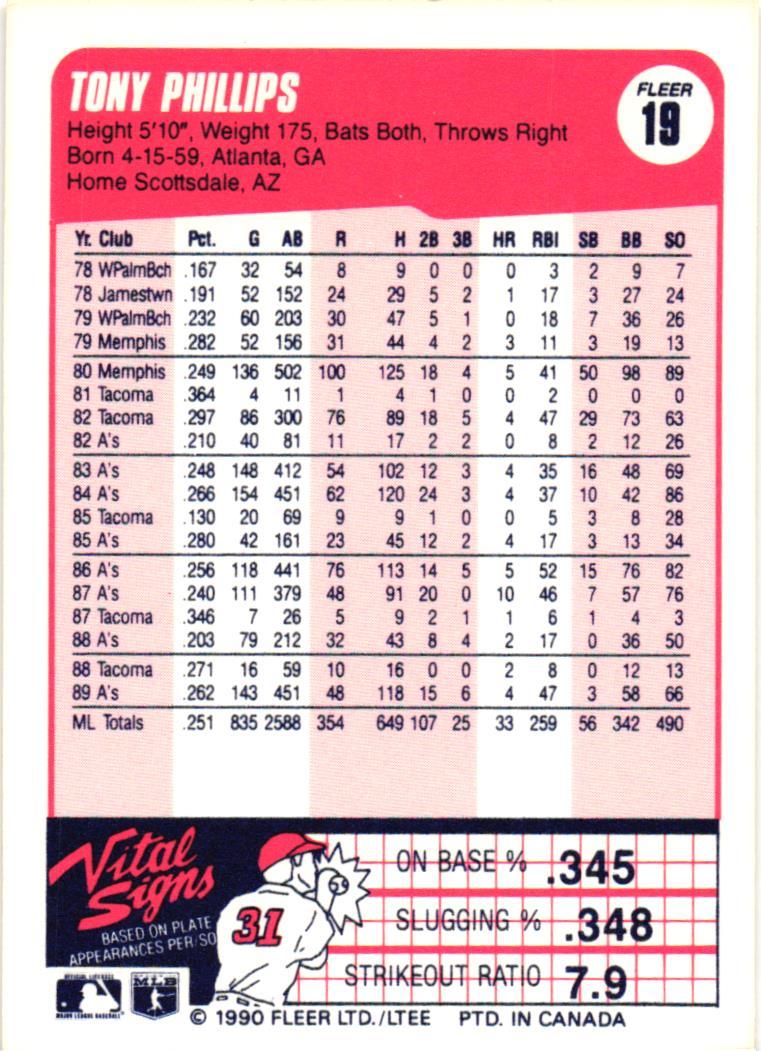 TONY PHILLIPS
FLEER
19
Height 5'10", Weight 175, Bats Both, Throws Right
Born 4-15-59, Atlanta, GA
Home Scottsdale, AZ
Yr. Club Pct. G AB R H 2B 3B HR RBI SB BB SO
78 WPalmBch .167 32 54 8 9 0 0 0 3 2 9 7
78 Jamestwn .191 52 152 24 29 5 2 1 17 3 27 24
79 WPalmBch .232 60 203 30 47 5 1 0 18 7 36 26
79 Memphis .282 52 156 31 44 4 2 3 11 3 19 13
80 Memphis .249 136 502 100 125 18 4 5 41 50 98 89
81 Tacoma .364 4 11 1 4 1 0 0 2 0 0 0
82 Tacoma .297 86 300 76 89 18 5 4 47 29 73 63
82 A's .210 40 81 11 17 2 2 0 8 2 12 26
83 A's .248 148 412 54 102 12 3 4 35 16 48 69
84 A's .266 154 451 62 120 24 3 4 37 10 42 86
85 Tacoma .130 20 69 9 9 1 0 0 5 3 8 28
85 A's .280 42 161 23 45 12 2 4 17 3 13 34
86 A's .256 118 441 76 113 14 5 5 52 15 76 82
87 A's .240 111 379 48 91 20 0 10 46 7 57 76
87 Tacoma .346 7 26 5 9 2 1 1 6 1 4 3
88 A's .203 79 212 32 43 8 4 2 17 0 36 50
88 Tacoma .271 16 59 10 16 0 0 2 8 0 12 13
89 A's .262 143 451 48 118 15 6 4 47 3 58 66
ML Totals .251 835 2588 354 649 107 25 33 259 56 342 490
Vital
Signs
BASED ON PLATE
APPEARANCES PER/SO
31
ON BASE % .345
SLUGGING % .348
STRIKEOUT RATIO 7.9
OFFICIAL LICENSEE
MAJOR LEAGUE BASEBALL
MLB
© 1990 FLEER LTD./LTEE PTD. IN CANADA